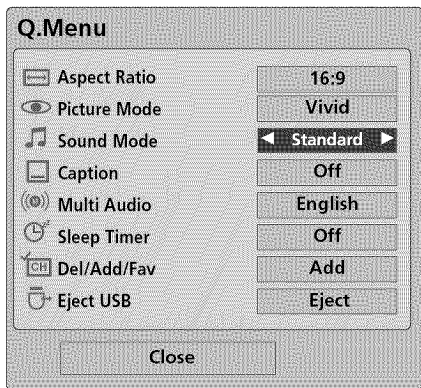 Q.Menu
Aspect Ratio 16:9
Picture Mode Vivid
Sound Mode ◀ Standard ▶
Caption Off
Multi Audio English
Sleep Timer Off
CH Del/Add/Fav Add
Eject USB Eject
Close